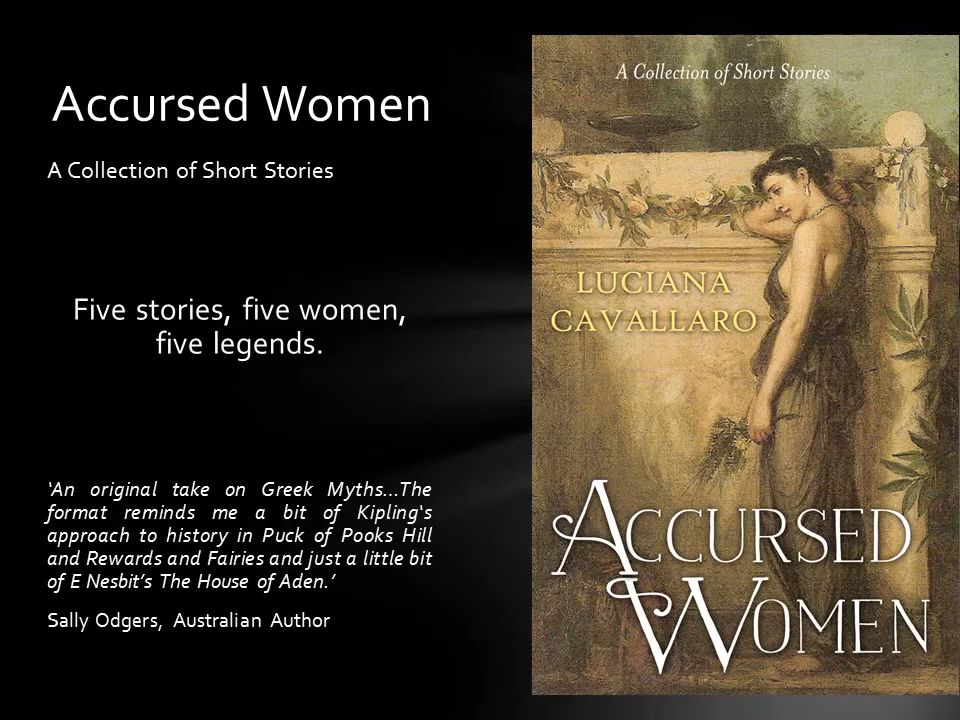 Accursed Women
A Collection of Short Stories
Five stories, five women,
five legends.
‘An original take on Greek Myths...The
format reminds me a bit of Kipling‘s
approach to history in Puck of Pooks Hill
and Rewards and Fairies and just a little bit
of E Nesbit’s The House of Aden.’
Sally Odgers, Australian Author
A Collection of Short Stories
LUCIANA
CAVALLARO
ACCURSED
WOMEN